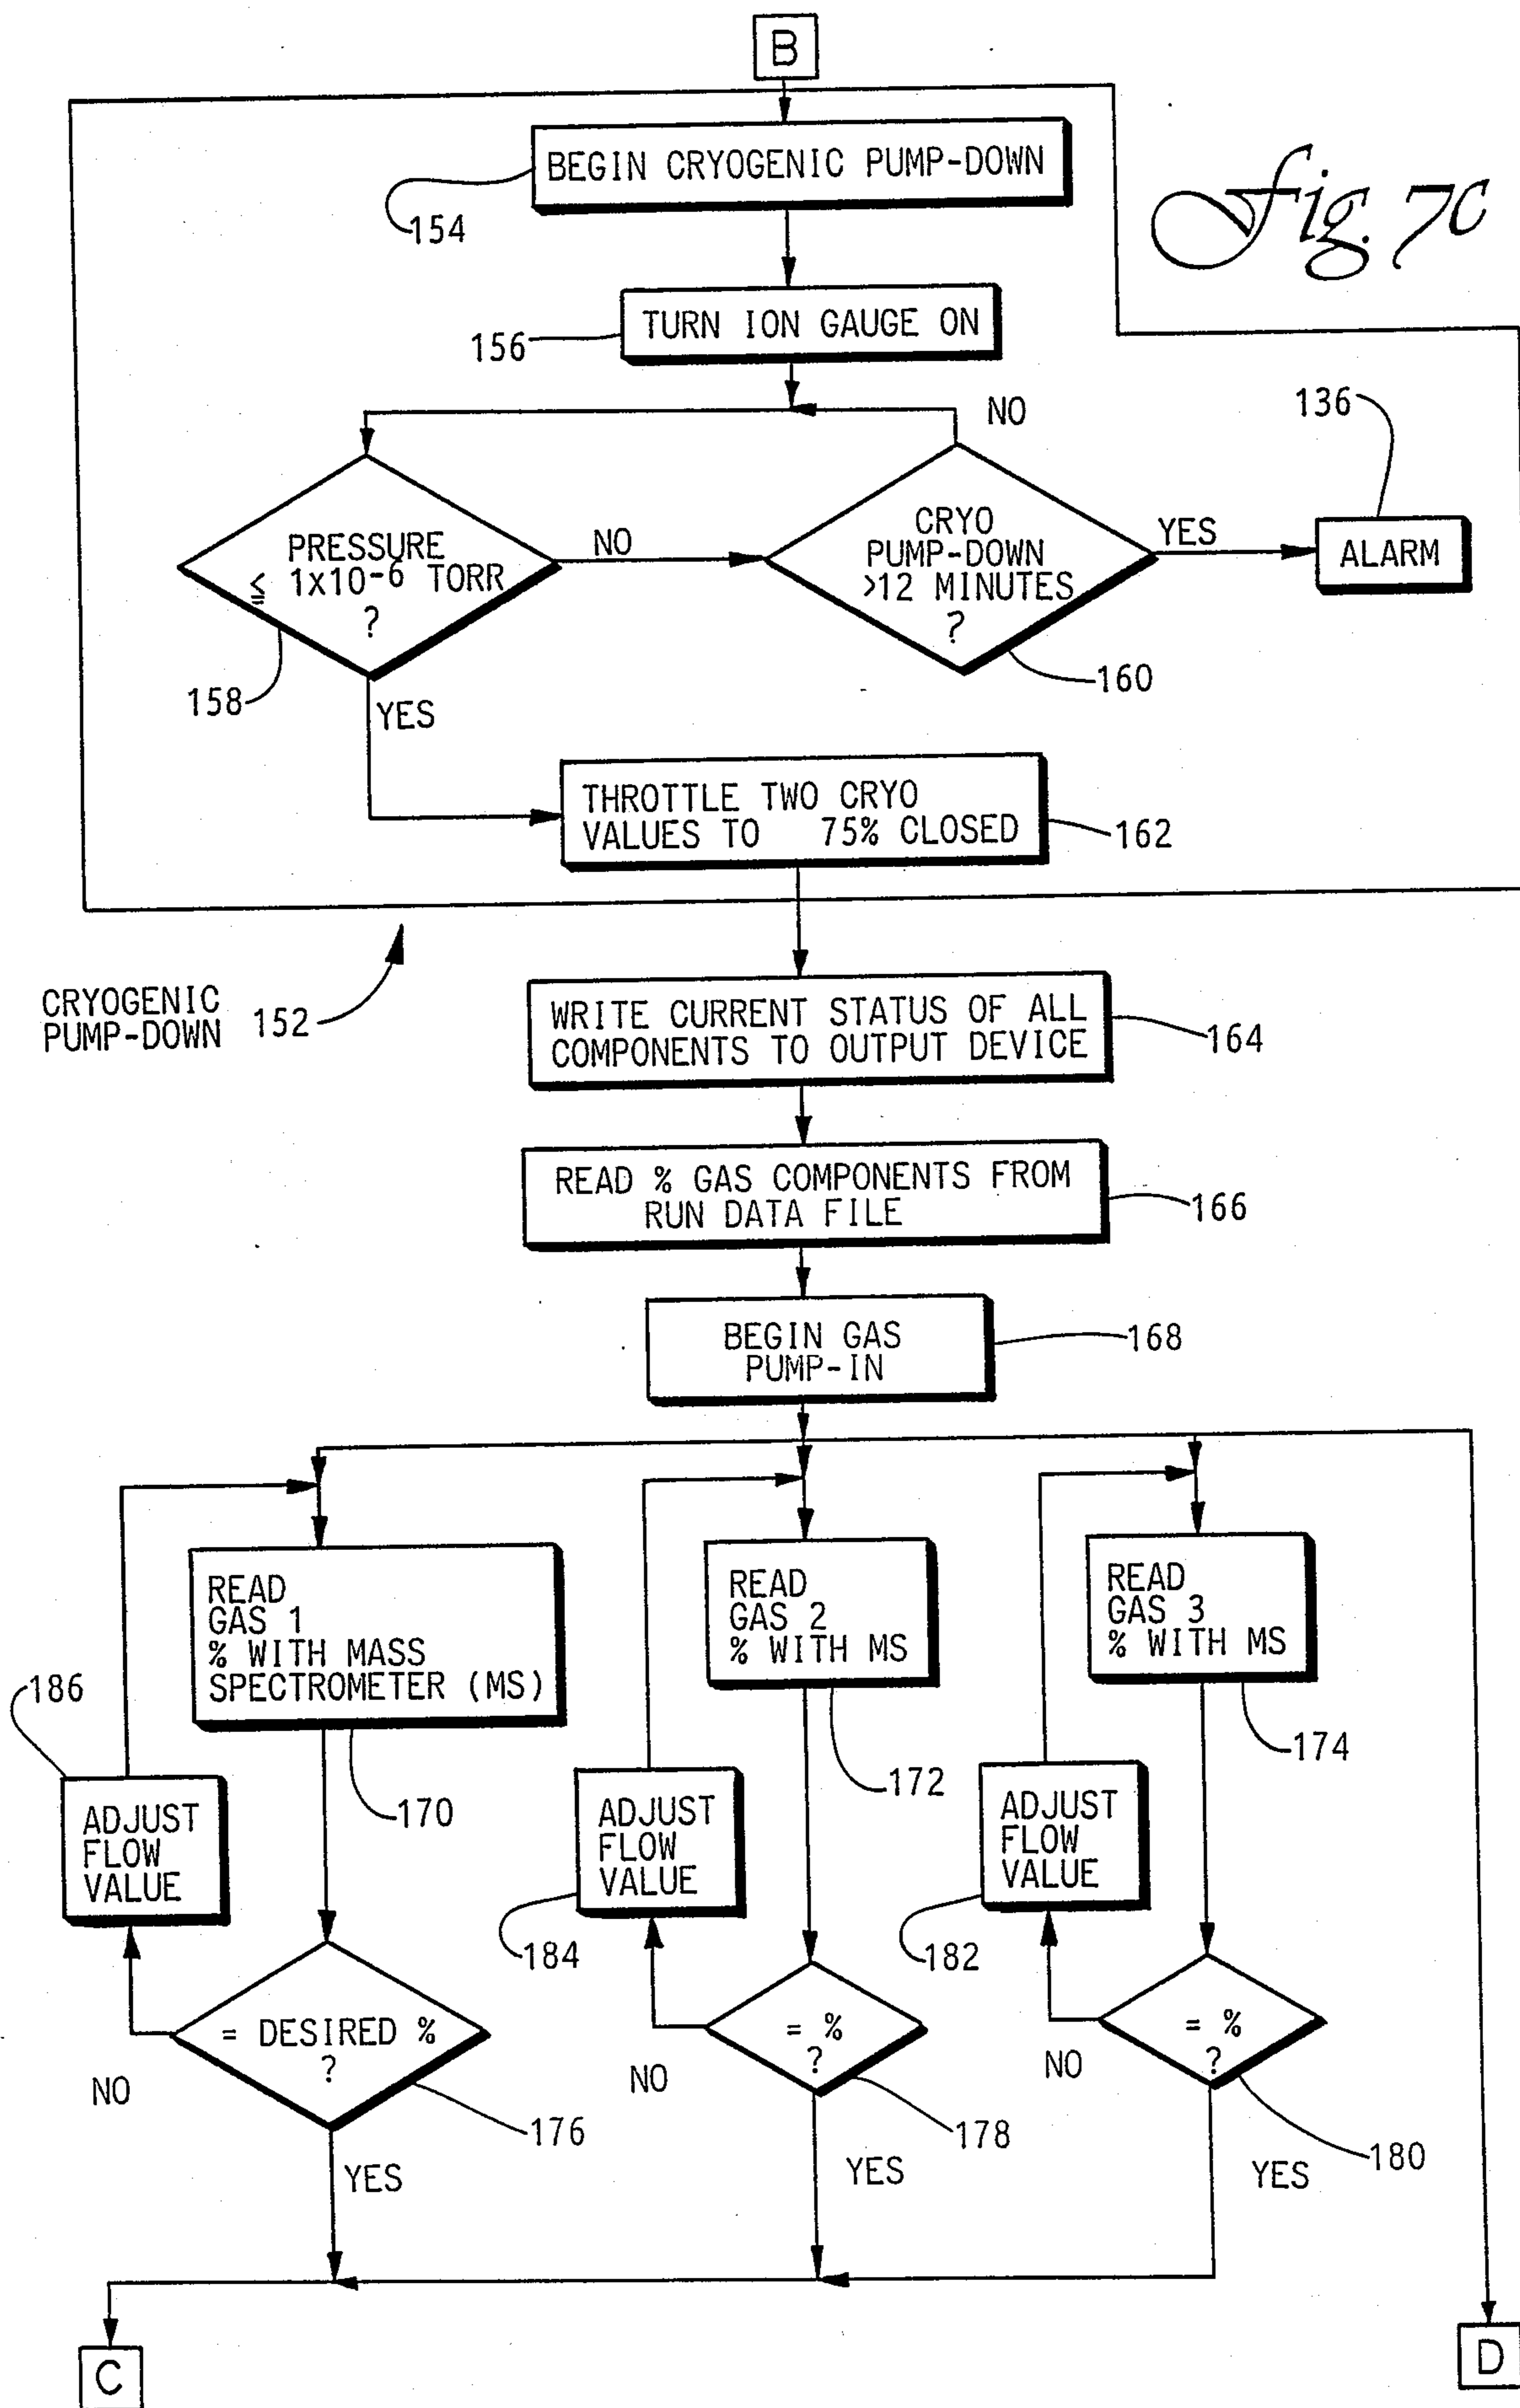 B
BEGIN CRYOGENIC PUMP-DOWN
Fig. 7C
154
TURN ION GAUGE ON
156
NO
136
PRESSURE
≤ 1x10-6 TORR
?
NO
CRYO
PUMP-DOWN
>12 MINUTES
?
YES
ALARM
158
160
YES
THROTTLE TWO CRYO
VALUES TO 75% CLOSED
162
CRYOGENIC
PUMP-DOWN 152
WRITE CURRENT STATUS OF ALL
COMPONENTS TO OUTPUT DEVICE
164
READ % GAS COMPONENTS FROM
RUN DATA FILE
166
BEGIN GAS
PUMP-IN
168
READ
GAS 1
% WITH MASS
SPECTROMETER (MS)
READ
GAS 2
% WITH MS
READ
GAS 3
% WITH MS
186
170
172
174
ADJUST
FLOW
VALUE
ADJUST
FLOW
VALUE
ADJUST
FLOW
VALUE
184
182
= DESIRED %
?
= %
?
= %
?
NO
NO
NO
176
178
180
YES
YES
YES
C
D